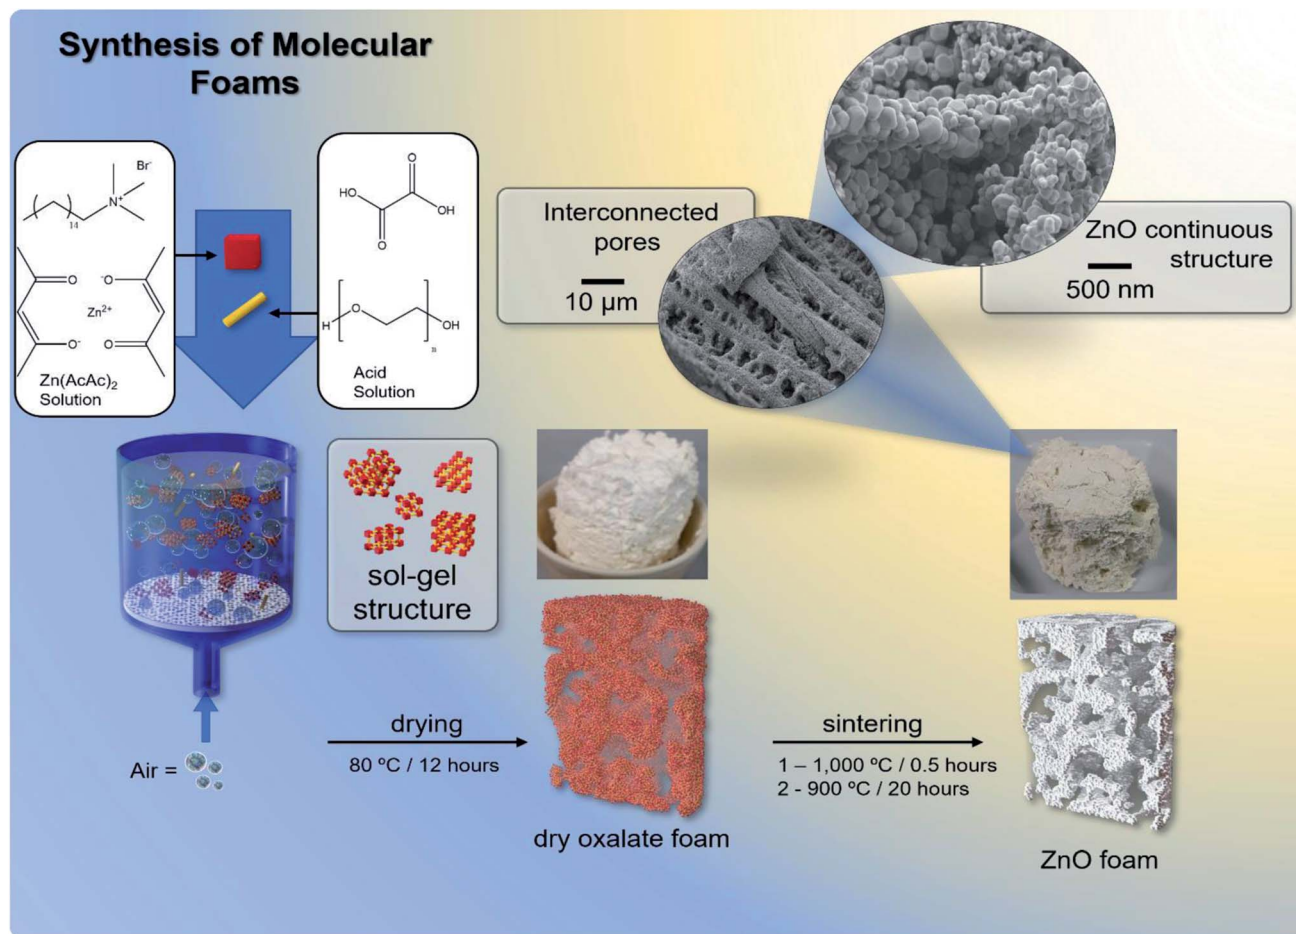 Synthesis of Molecular
Foams
Br⁻
N⁺
14
O
⁻O
Zn²⁺
O⁻
O
Zn(AcAc)₂
Solution
O
HO
OH
O
H
O
OH
n
Acid
Solution
Interconnected
pores
10 µm
ZnO continuous
structure
500 nm
sol-gel
structure
Air =
drying
80 ºC / 12 hours
dry oxalate foam
sintering
1 – 1,000 ºC / 0.5 hours
2 - 900 ºC / 20 hours
ZnO foam